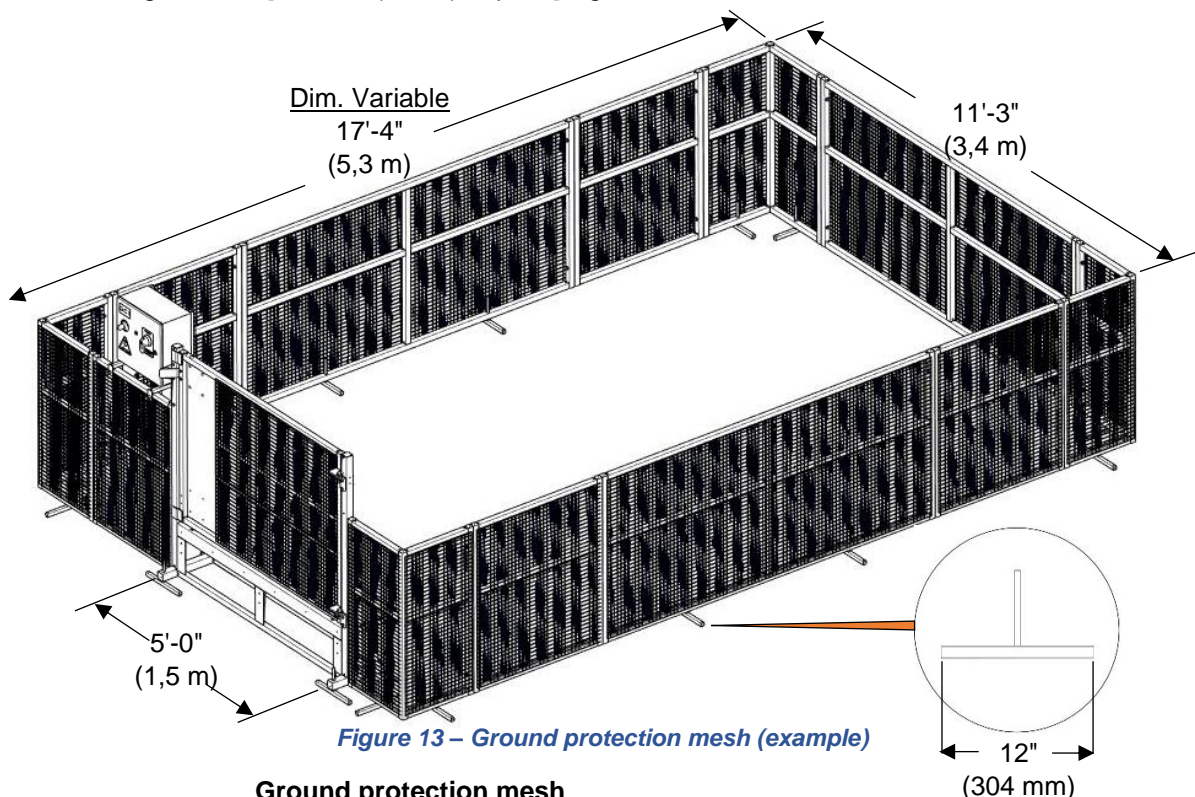 Dim. Variable
17'-4"
(5,3 m)
11'-3"
(3,4 m)
5'-0"
(1,5 m)
Figure 13 – Ground protection mesh (example)
12"
(304 mm)
Ground protection mesh